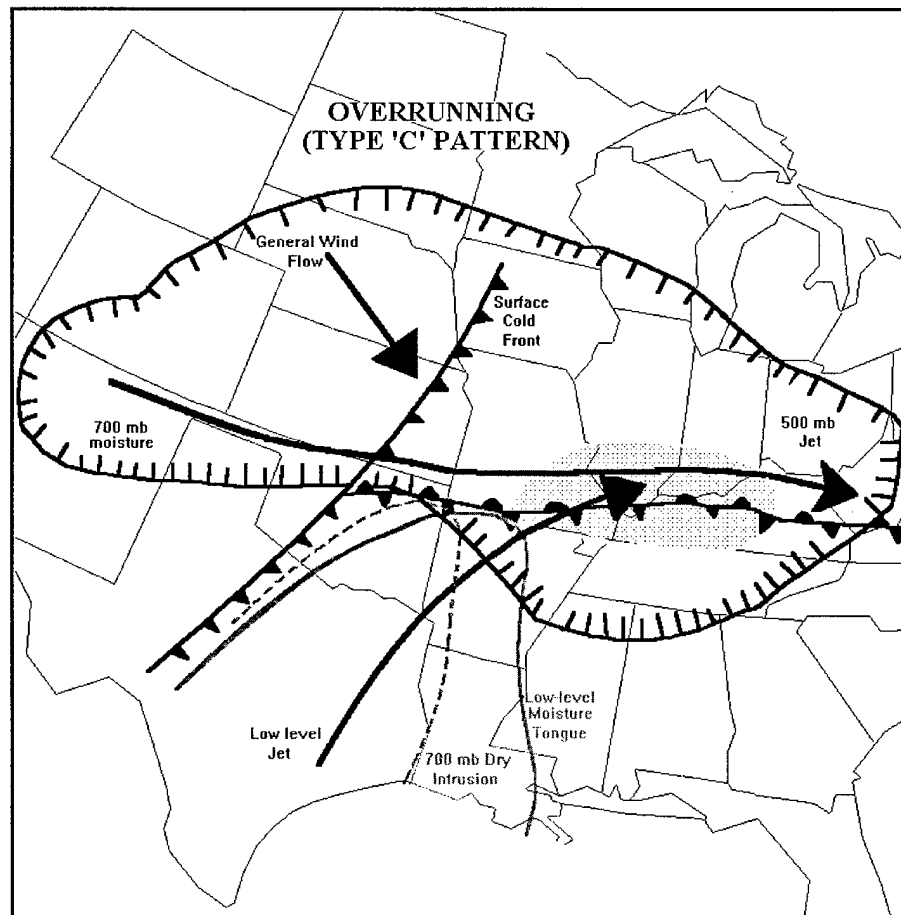 OVERRUNNING
(TYPE 'C' PATTERN)
General Wind
Flow
Surface
Cold
Front
700 mb
moisture
500 mb
Jet
Low level
Jet
Low-level
Moisture
Tongue
700 mb Dry
Intrusion